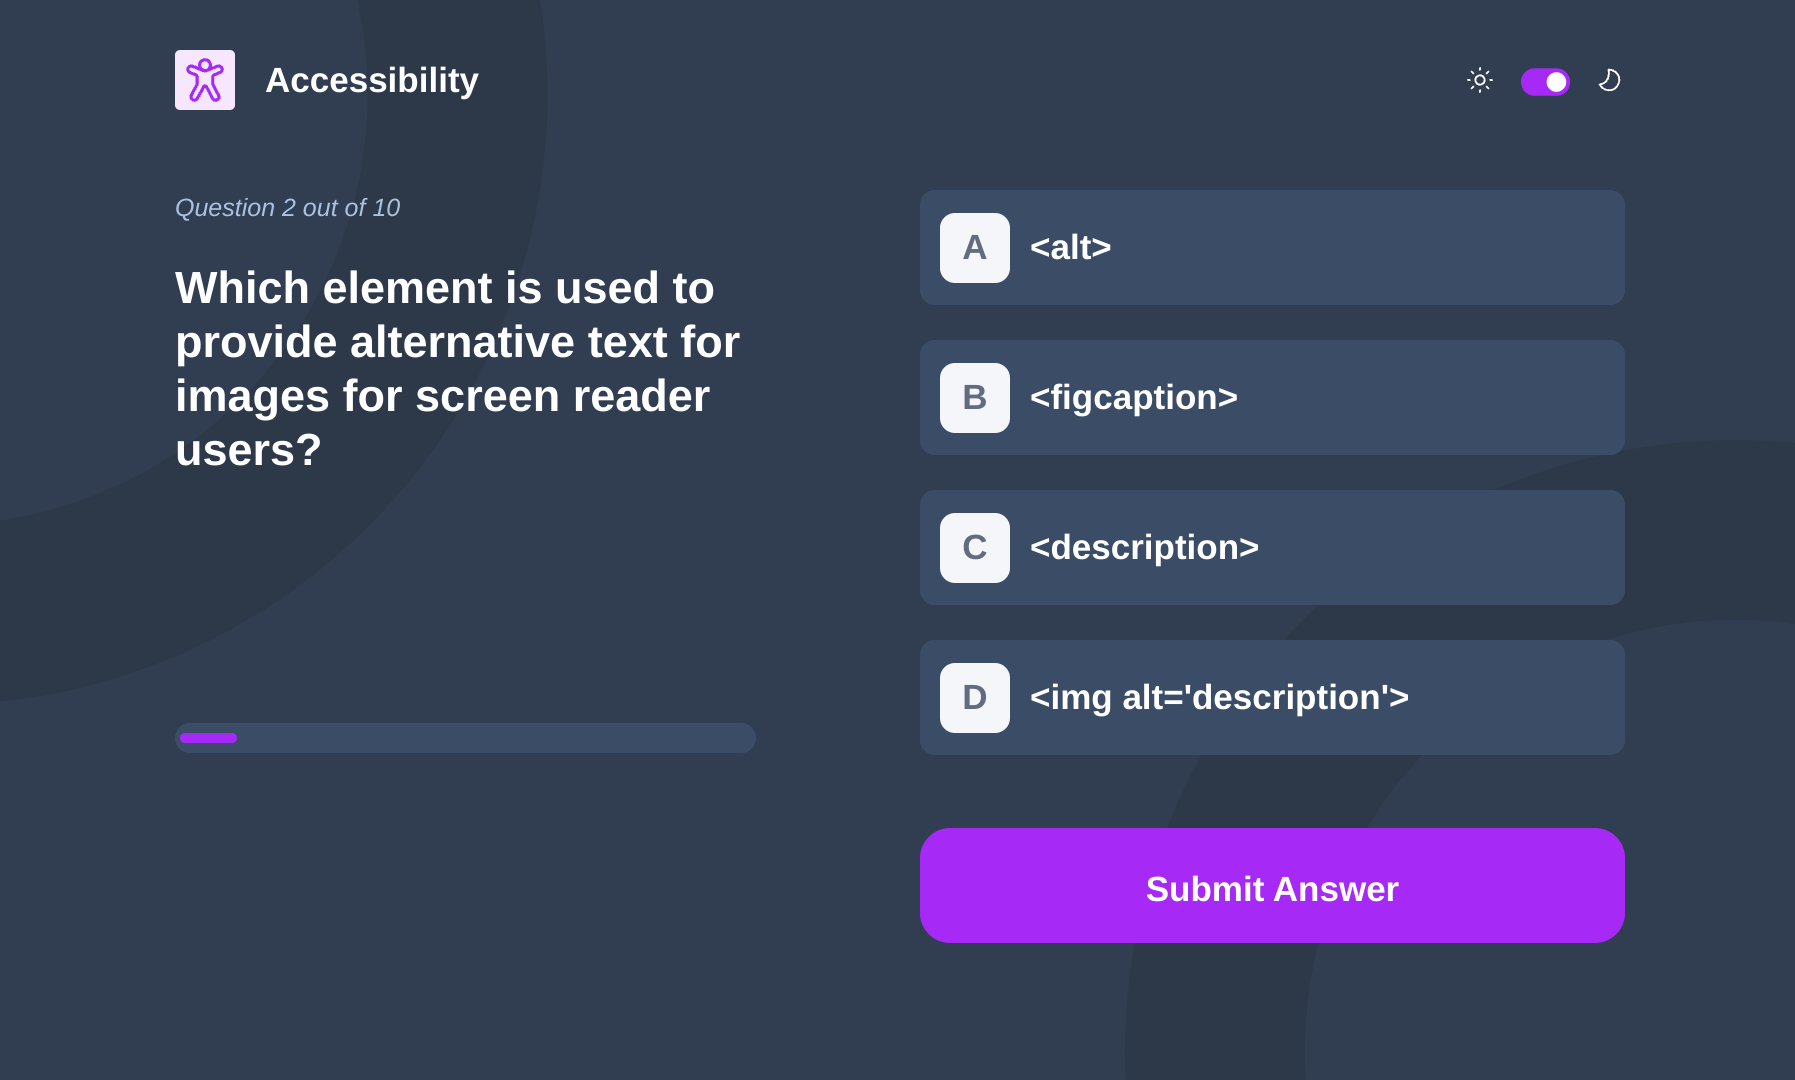 Accessibility
Question 2 out of 10
Which element is used to
provide alternative text for
images for screen reader
users?
A <alt>
B <figcaption>
C <description>
D <img alt='description'>
Submit Answer